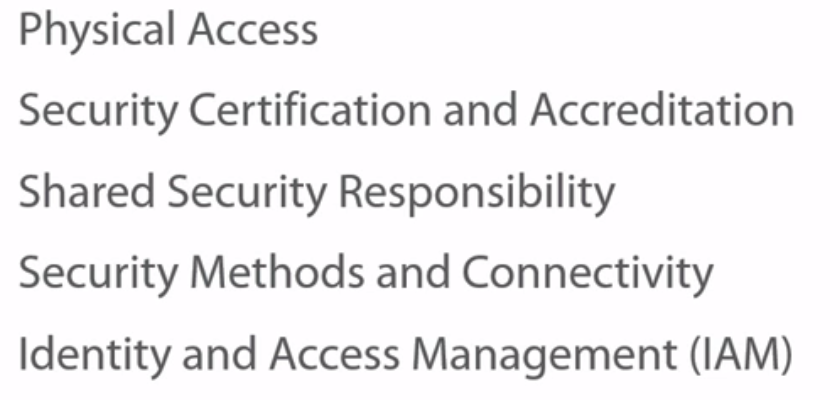 Physical Access
Security Certification and Accreditation
Shared Security Responsibility
Security Methods and Connectivity
Identity and Access Management (IAM)